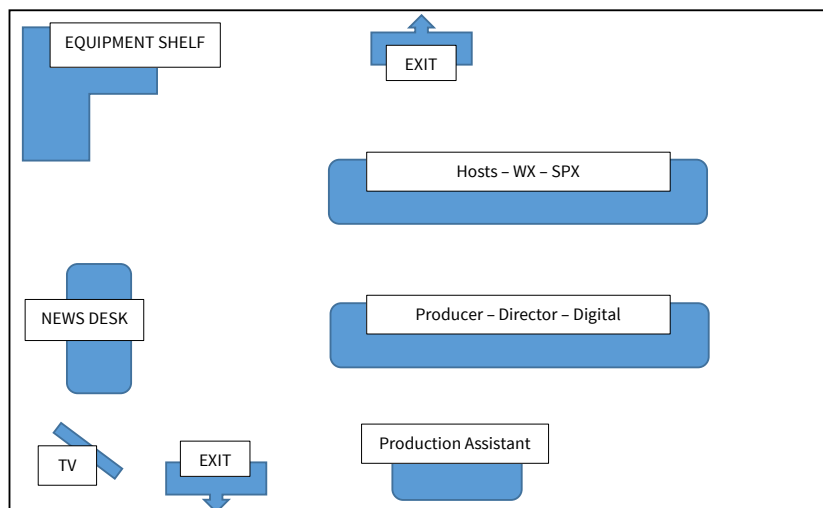 EQUIPMENT SHELF
EXIT
Hosts – WX – SPX
NEWS DESK
Producer – Director – Digital
TV
EXIT
Production Assistant